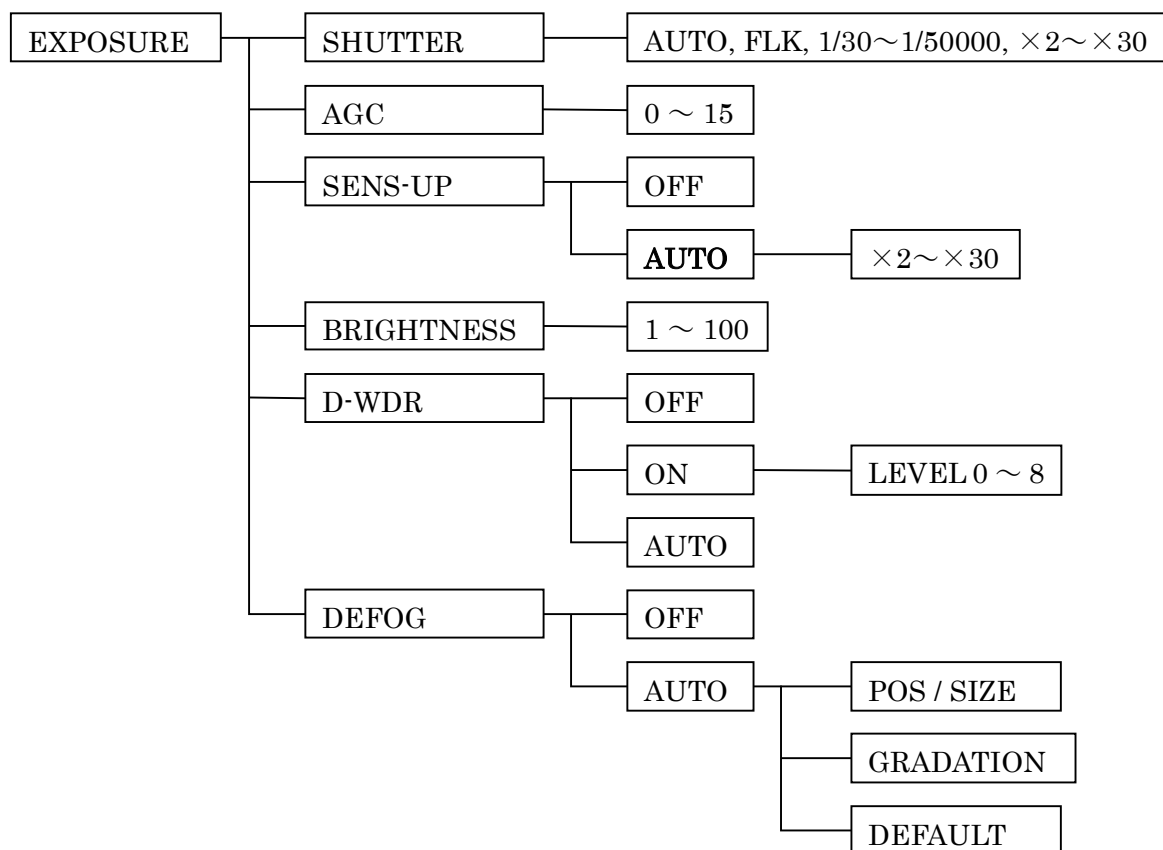 EXPOSURE
SHUTTER
AUTO, FLK, 1/30～1/50000, ×2～×30
AGC
0 ～ 15
SENS-UP
OFF
AUTO
×2～×30
BRIGHTNESS
1 ～ 100
D-WDR
OFF
ON
LEVEL 0 ～ 8
AUTO
DEFOG
OFF
AUTO
POS / SIZE
GRADATION
DEFAULT